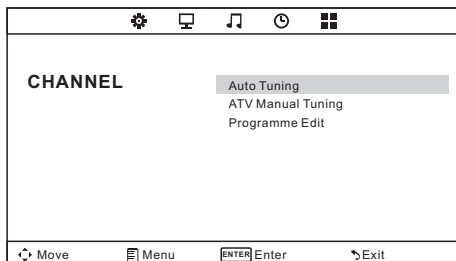 CHANNEL
Auto Tuning
ATV Manual Tuning
Programme Edit
Move Menu ENTER Enter Exit